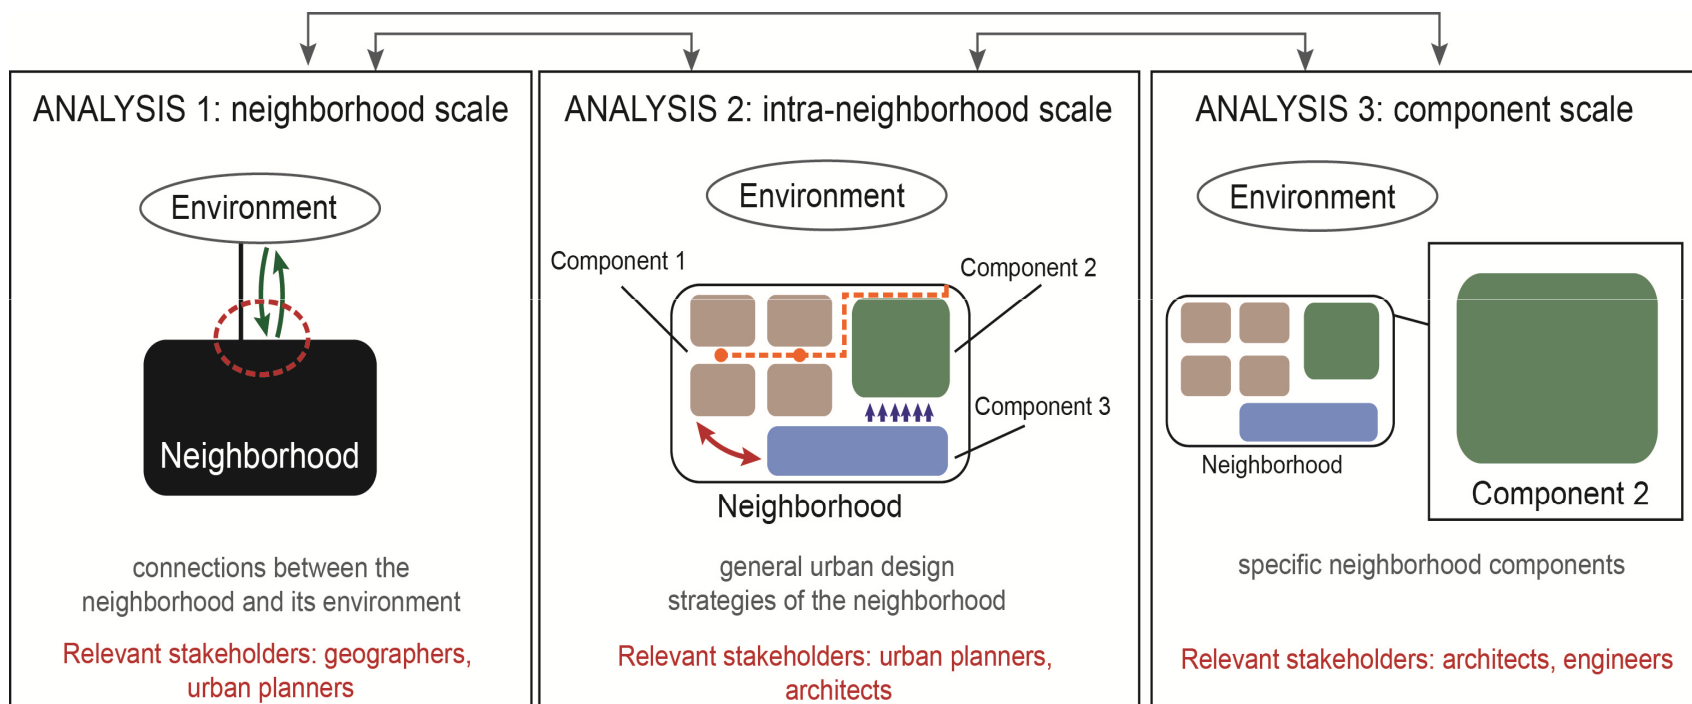 ANALYSIS 1: neighborhood scale
Environment
Neighborhood
connections between the
neighborhood and its environment
Relevant stakeholders: geographers,
urban planners
ANALYSIS 2: intra-neighborhood scale
Environment
Component 1
Component 2
Component 3
Neighborhood
general urban design
strategies of the neighborhood
Relevant stakeholders: urban planners,
architects
ANALYSIS 3: component scale
Environment
Neighborhood
Component 2
specific neighborhood components
Relevant stakeholders: architects, engineers